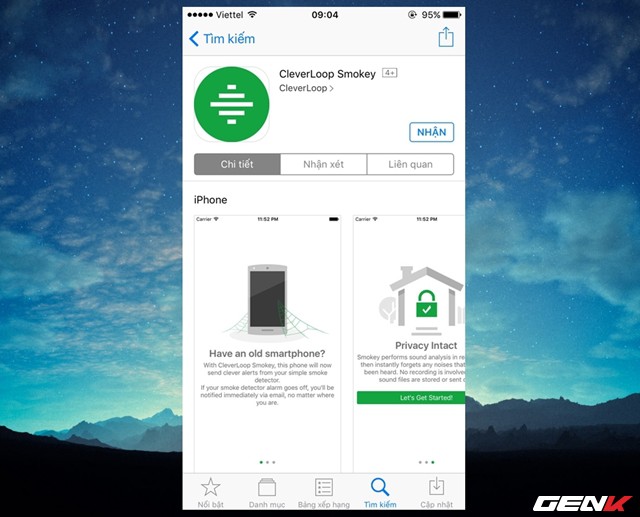 Viettel 09:04 95%
Tìm kiếm
CleverLoop Smokey 4+
CleverLoop >
NHẬN
Chi tiết Nhận xét Liên quan
iPhone
Carrier 11:52 PM
Have an old smartphone?
With CleverLoop Smokey, this phone will now
send clever alerts from your simple smoke
detector.
If your smoke detector alarm goes off, you'll be
notified immediately via email, no matter where
you are.
Carrier 11:52 PM
Privacy Intact
Smokey performs sound analysis in re
then instantly forgets any noises that
been heard. No recording is involve
sound files are stored or sent o
Let's Get Started!
Nổi bật Danh mục Bảng xếp hạng Tìm kiếm Cập nhật
GENK